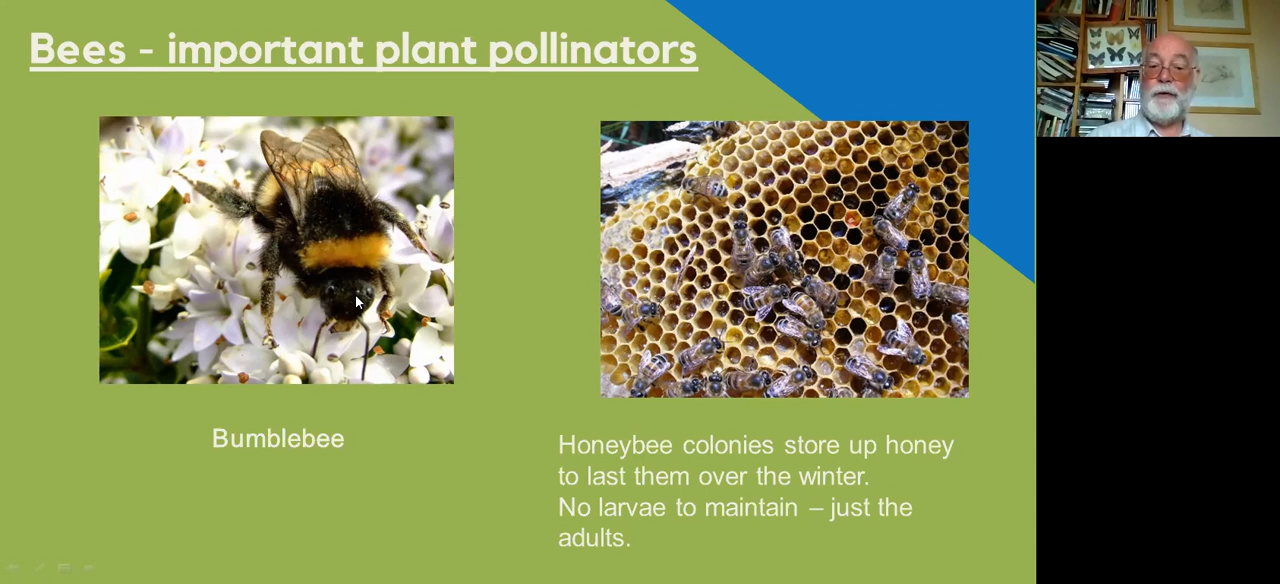 Bees - important plant pollinators
Bumblebee
Honeybee colonies store up honey
to last them over the winter.
No larvae to maintain – just the
adults.